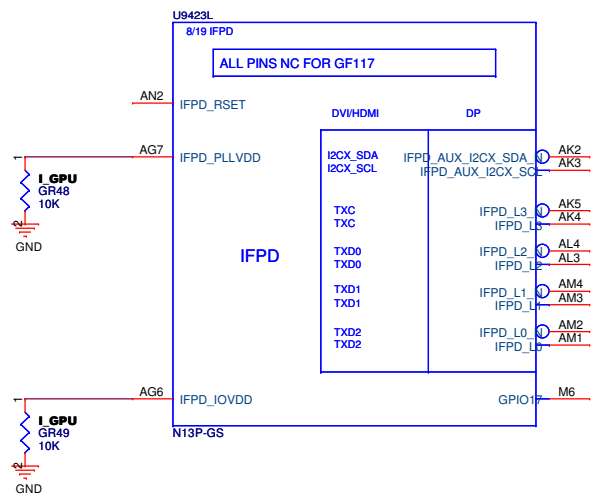 U9423L
8/19 IFPD
ALL PINS NC FOR GF117
AN2
IFPD_RSET
DVI/HDMI
DP
AG7
IFPD_PLLVDD
I2CX_SDA
IFPD_AUX_I2CX_SDA_N
AK2
I2CX_SCL
IFPD_AUX_I2CX_SCL
AK3
1
I_GPU
GR48
10K
2
GND
TXC
IFPD_L3_N
AK5
TXC
IFPD_L3
AK4
IFPD
TXD0
IFPD_L2_N
AL4
TXD0
IFPD_L2
AL3
TXD1
IFPD_L1_N
AM4
TXD1
IFPD_L1
AM3
TXD2
IFPD_L0_N
AM2
TXD2
IFPD_L0
AM1
AG6
IFPD_IOVDD
GPIO17
M6
1
I_GPU
GR49
10K
2
GND
N13P-GS